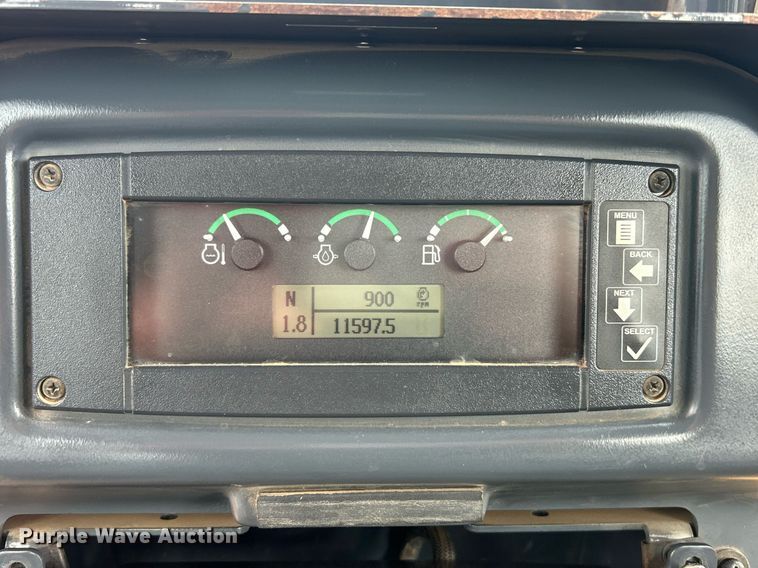 MENU
BACK
NEXT
SELECT
N 900 rpm
1.8 11597.5
Purple Wave Auction